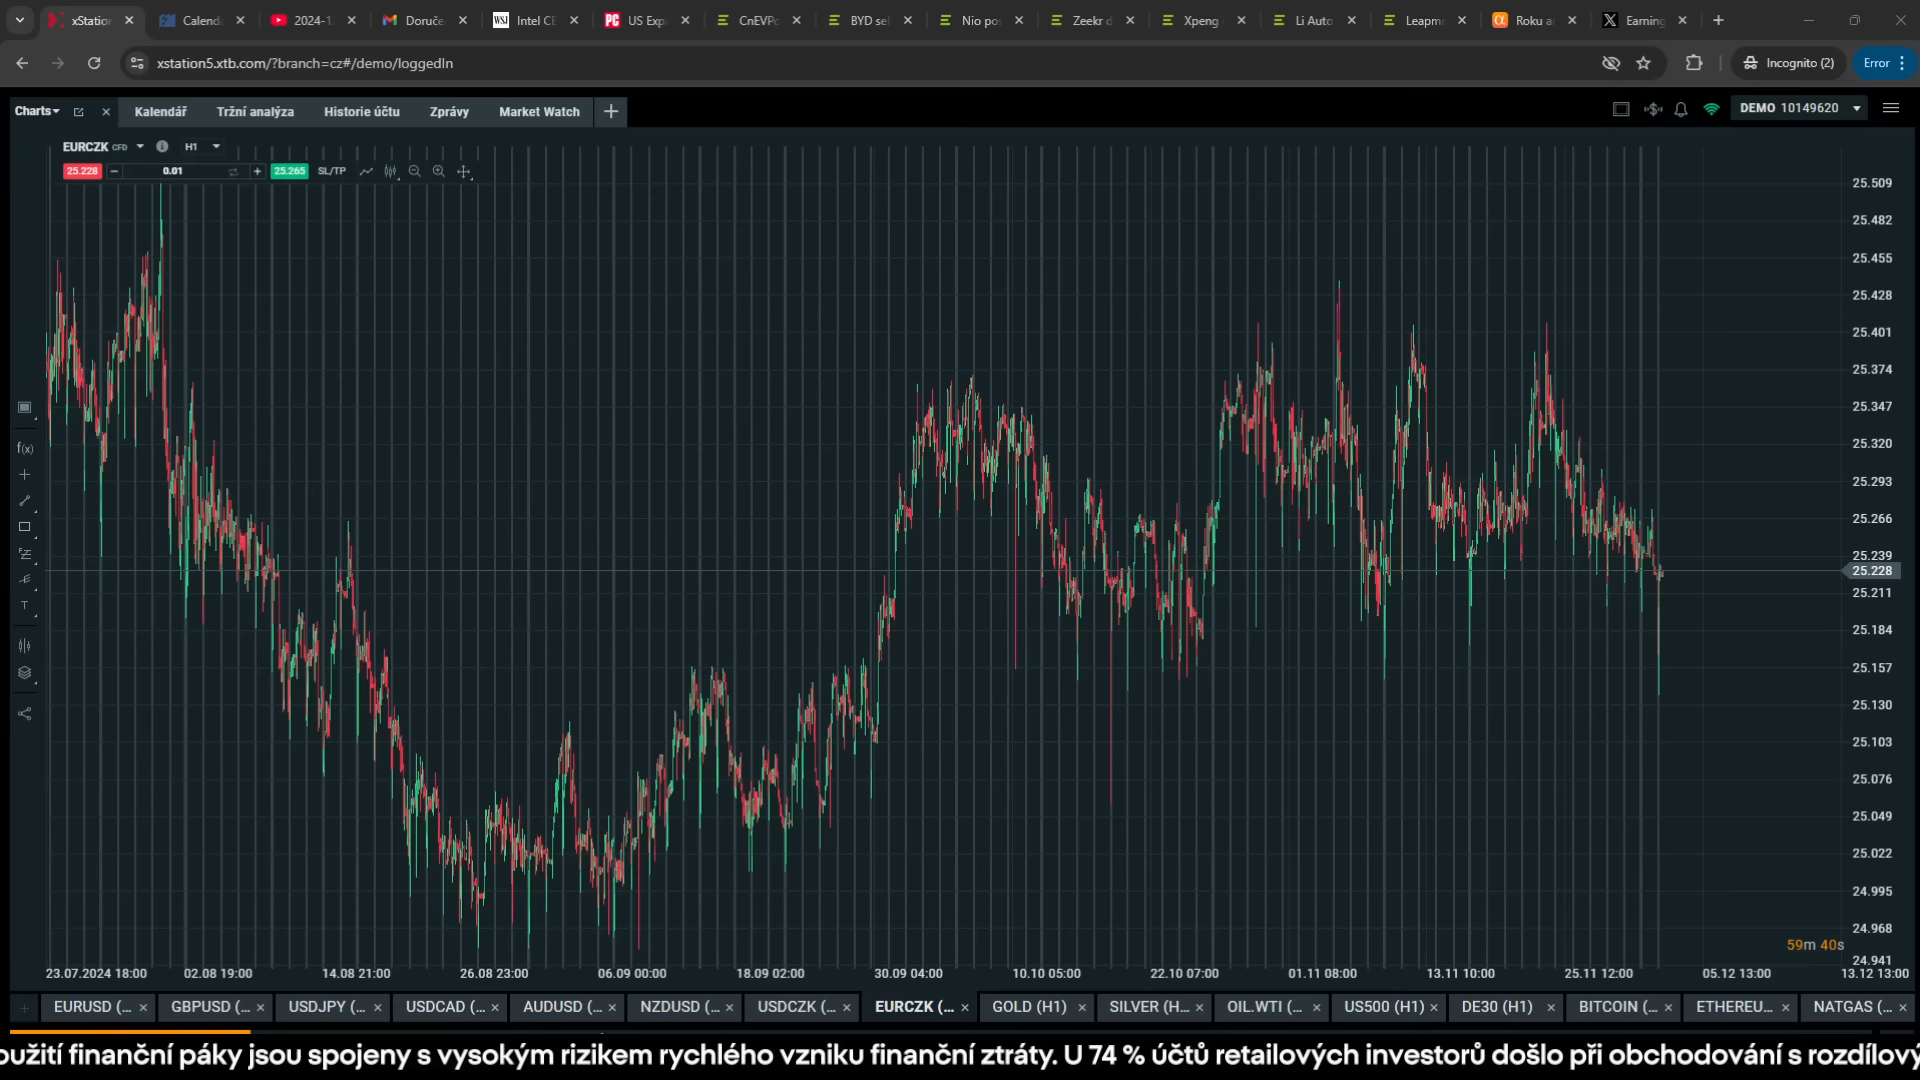 xStation
Calenda
2024-1
Doruče
WSJ
Intel CE
PC
US Exp
CnEVPo
BYD sel
Nio pos
Zeekr d
Xpeng
Li Auto
Leapm
Roku a
Earning
xstation5.xtb.com/?branch=cz#/demo/loggedIn
Incognito (2)
Error
Charts
Kalendář
Tržní analýza
Historie účtu
Zprávy
Market Watch
DEMO 10149620
EURCZK CFD
H1
25.228
0.01
25.265
SL/TP
f(x)
T
25.509
25.482
25.455
25.428
25.401
25.374
25.347
25.320
25.293
25.266
25.239
25.228
25.211
25.184
25.157
25.130
25.103
25.076
25.049
25.022
24.995
24.968
24.941
59m 40s
23.07.2024 18:00
02.08 19:00
14.08 21:00
26.08 23:00
06.09 00:00
18.09 02:00
30.09 04:00
10.10 05:00
22.10 07:00
01.11 08:00
13.11 10:00
25.11 12:00
05.12 13:00
13.12 13:00
EURUSD (...
GBPUSD (...
USDJPY (...
USDCAD (...
AUDUSD (...
NZDUSD (...
USDCZK (...
EURCZK (...
GOLD (H1)
SILVER (H...
OIL.WTI (...
US500 (H1)
DE30 (H1)
BITCOIN (...
ETHEREU...
NATGAS (...
oužití finanční páky jsou spojeny s vysokým rizikem rychlého vzniku finanční ztráty. U 74 % účtů retailových investorů došlo při obchodování s rozdílový